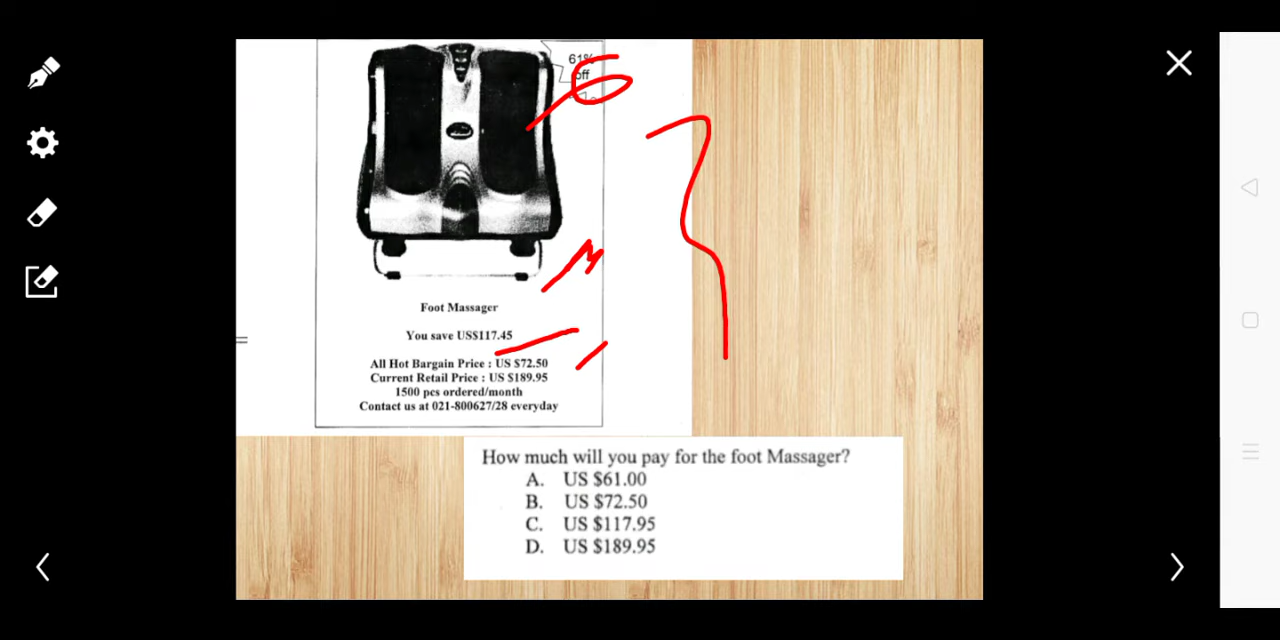 61%
off
Foot Massager
You save US$117.45
All Hot Bargain Price : US $72.50
Current Retail Price : US $189.95
1500 pcs ordered/month
Contact us at 021-800627/28 everyday
=
How much will you pay for the foot Massager?
A. US $61.00
B. US $72.50
C. US $117.95
D. US $189.95